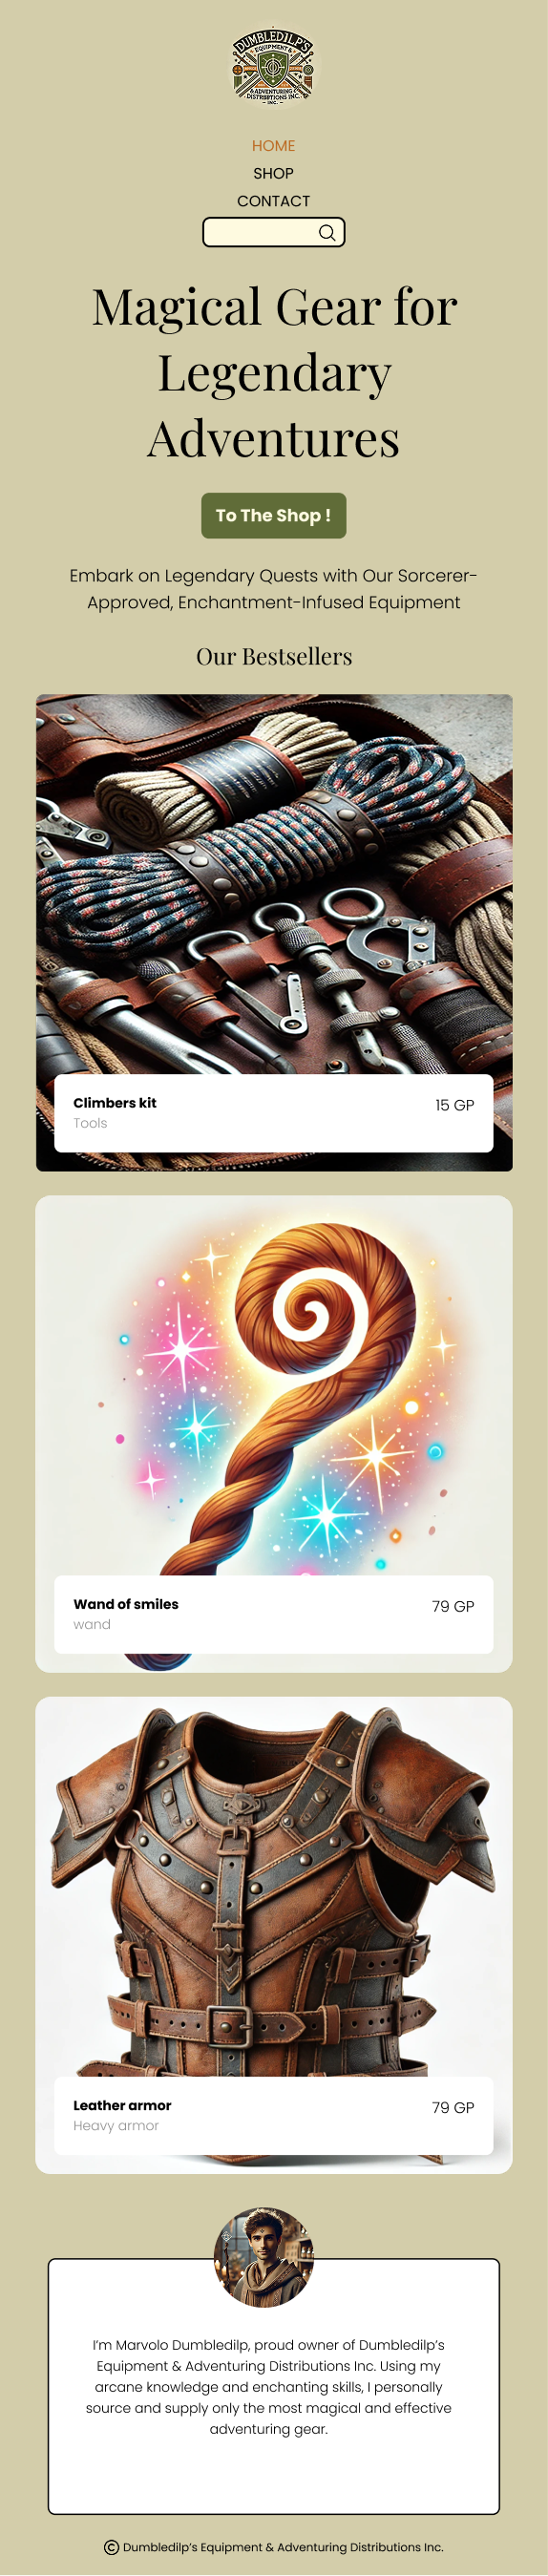 DUMBLEDILP'S
EQUIPMENT &
& ADVENTURING
DISTRIBUTIONS
INC.
HOME
SHOP
CONTACT
Magical Gear for
Legendary
Adventures
To The Shop !
Embark on Legendary Quests with Our Sorcerer-
Approved, Enchantment-Infused Equipment
Our Bestsellers
Climbers kit
15 GP
Tools
Wand of smiles
79 GP
wand
Leather armor
79 GP
Heavy armor
I'm Marvolo Dumbledilp, proud owner of Dumbledilp's
Equipment & Adventuring Distributions Inc. Using my
arcane knowledge and enchanting skills, I personally
source and supply only the most magical and effective
adventuring gear.
© Dumbledilp's Equipment & Adventuring Distributions Inc.